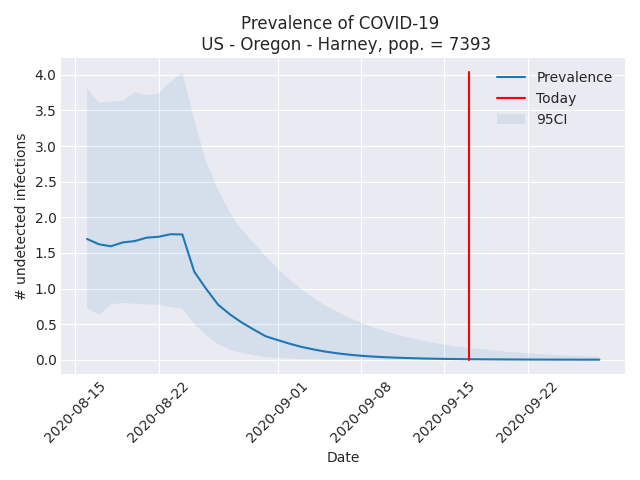 Prevalence of COVID-19
US - Oregon - Harney, pop. = 7393
# undetected infections
4.0
3.5
3.0
2.5
2.0
1.5
1.0
0.5
0.0
Prevalence
Today
95CI
2020-08-15
2020-08-22
2020-09-01
2020-09-08
2020-09-15
2020-09-22
Date